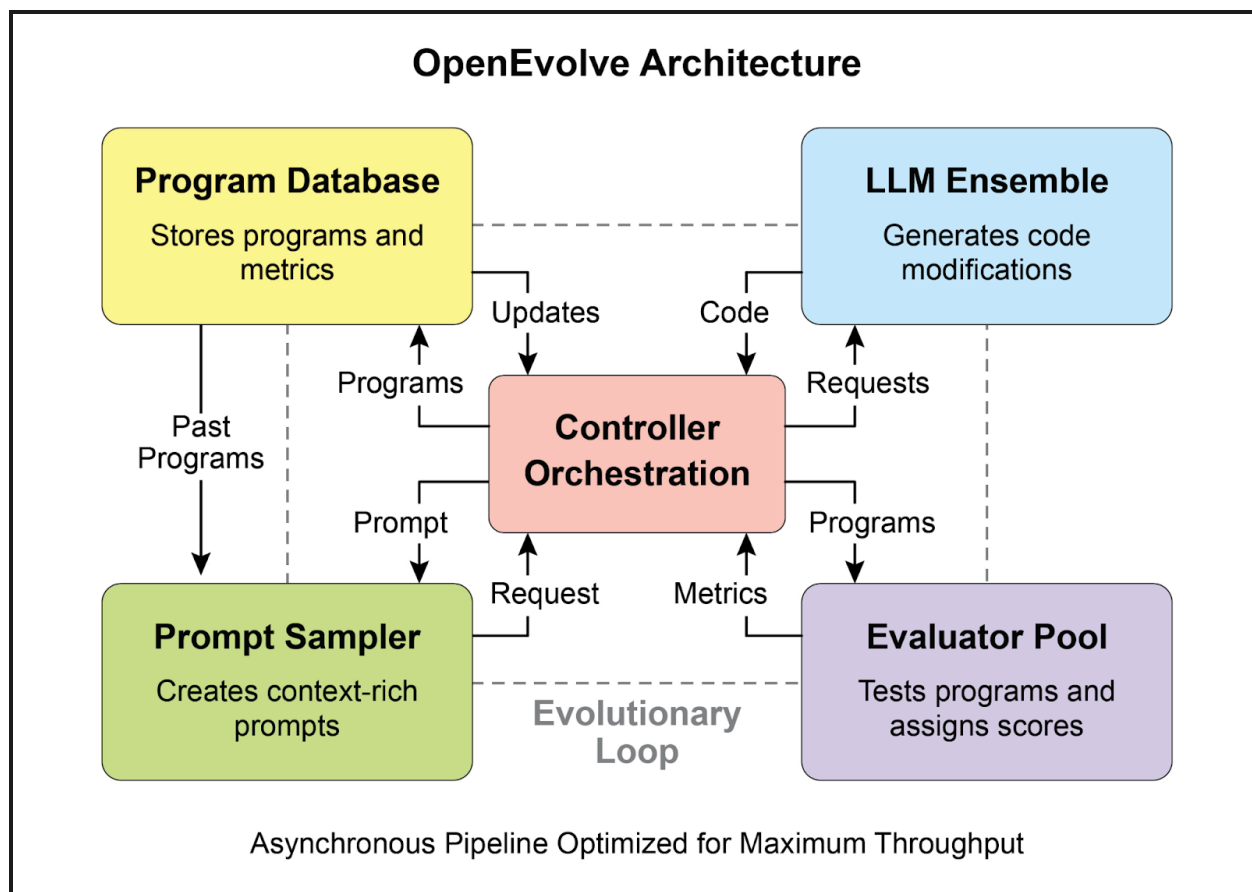 OpenEvolve Architecture
Program Database
Stores programs and
metrics
LLM Ensemble
Generates code
modifications
Updates
Code
Programs
Requests
Past
Programs
Controller
Orchestration
Prompt
Programs
Request
Metrics
Prompt Sampler
Creates context-rich
prompts
Evaluator Pool
Tests programs and
assigns scores
Evolutionary
Loop
Asynchronous Pipeline Optimized for Maximum Throughput